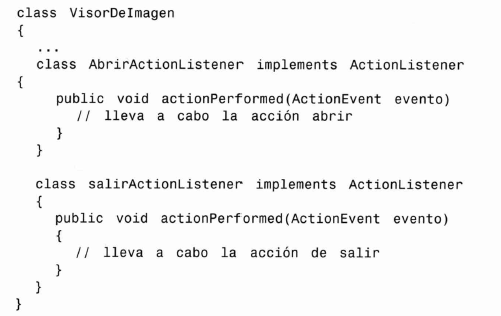 class VisorDeImagen
{
...
class AbrirActionListener implements ActionListener
{
public void actionPerformed(ActionEvent evento)
// lleva a cabo la acción abrir
}
}
class salirActionListener implements ActionListener
{
public void actionPerformed(ActionEvent evento)
{
// lleva a cabo la acción de salir
}
}
}